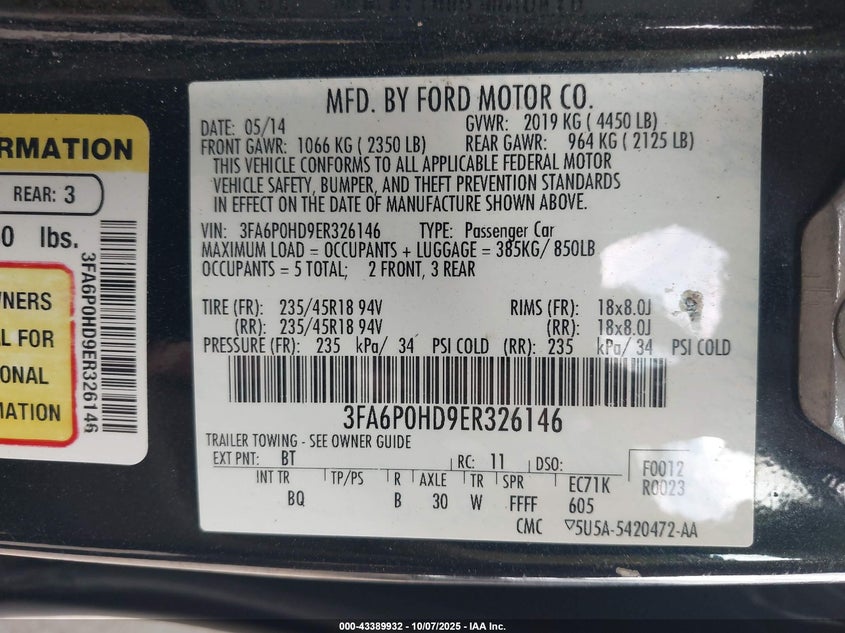 RMATION
REAR: 3
0 lbs.
WNERS
AL FOR
ONAL
MATION
3FA6P0HD9ER326146
MFD. BY FORD MOTOR CO.
DATE: 05/14 GVWR: 2019 KG ( 4450 LB)
FRONT GAWR: 1066 KG ( 2350 LB) REAR GAWR: 964 KG ( 2125 LB)
THIS VEHICLE CONFORMS TO ALL APPLICABLE FEDERAL MOTOR
VEHICLE SAFETY, BUMPER, AND THEFT PREVENTION STANDARDS
IN EFFECT ON THE DATE OF MANUFACTURE SHOWN ABOVE.
VIN: 3FA6P0HD9ER326146 TYPE: Passenger Car
MAXIMUM LOAD = OCCUPANTS + LUGGAGE = 385KG/ 850LB
OCCUPANTS = 5 TOTAL; 2 FRONT, 3 REAR
TIRE (FR): 235/45R18 94V RIMS (FR): 18x8.0J
(RR): 235/45R18 94V (RR): 18x8.0J
PRESSURE (FR): 235 kPa/ 34 PSI COLD (RR): 235 kPa/ 34 PSI COLD
3FA6P0HD9ER326146
TRAILER TOWING - SEE OWNER GUIDE
EXT PNT: BT RC: 11 DSO: F0012
INT TR TP/PS R AXLE TR SPR EC71K R0023
BQ B 30 W FFFF 605
CMC ▽5U5A-5420472-AA
000-43389932 - 10/07/2025 - IAA Inc.